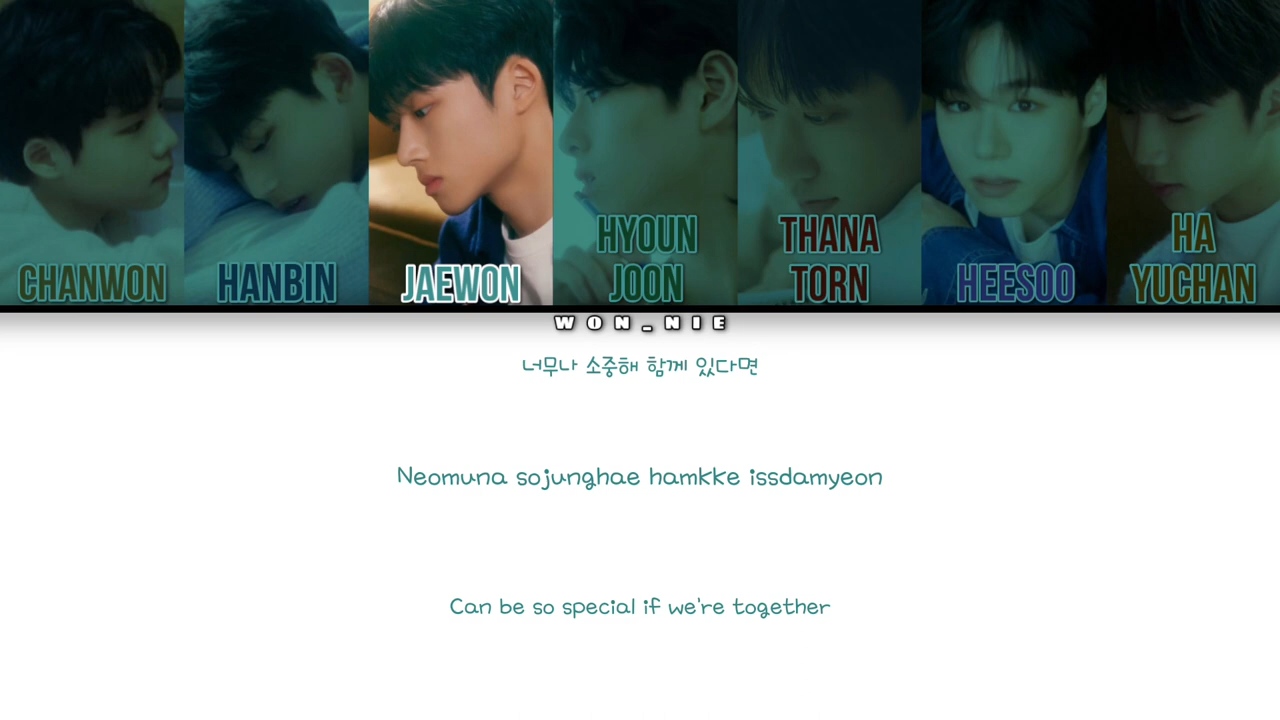 CHANWON
HANBIN
JAEWON
HYOUN
JOON
THANA
TORN
HEESOO
HA
YUCHAN
WON_NIE
너무나 소중해 함께 있다면
Neomuna sojunghae hamkke issdamyeon
Can be so special if we're together